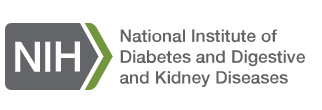 NIH
National Institute of
Diabetes and Digestive
and Kidney Diseases